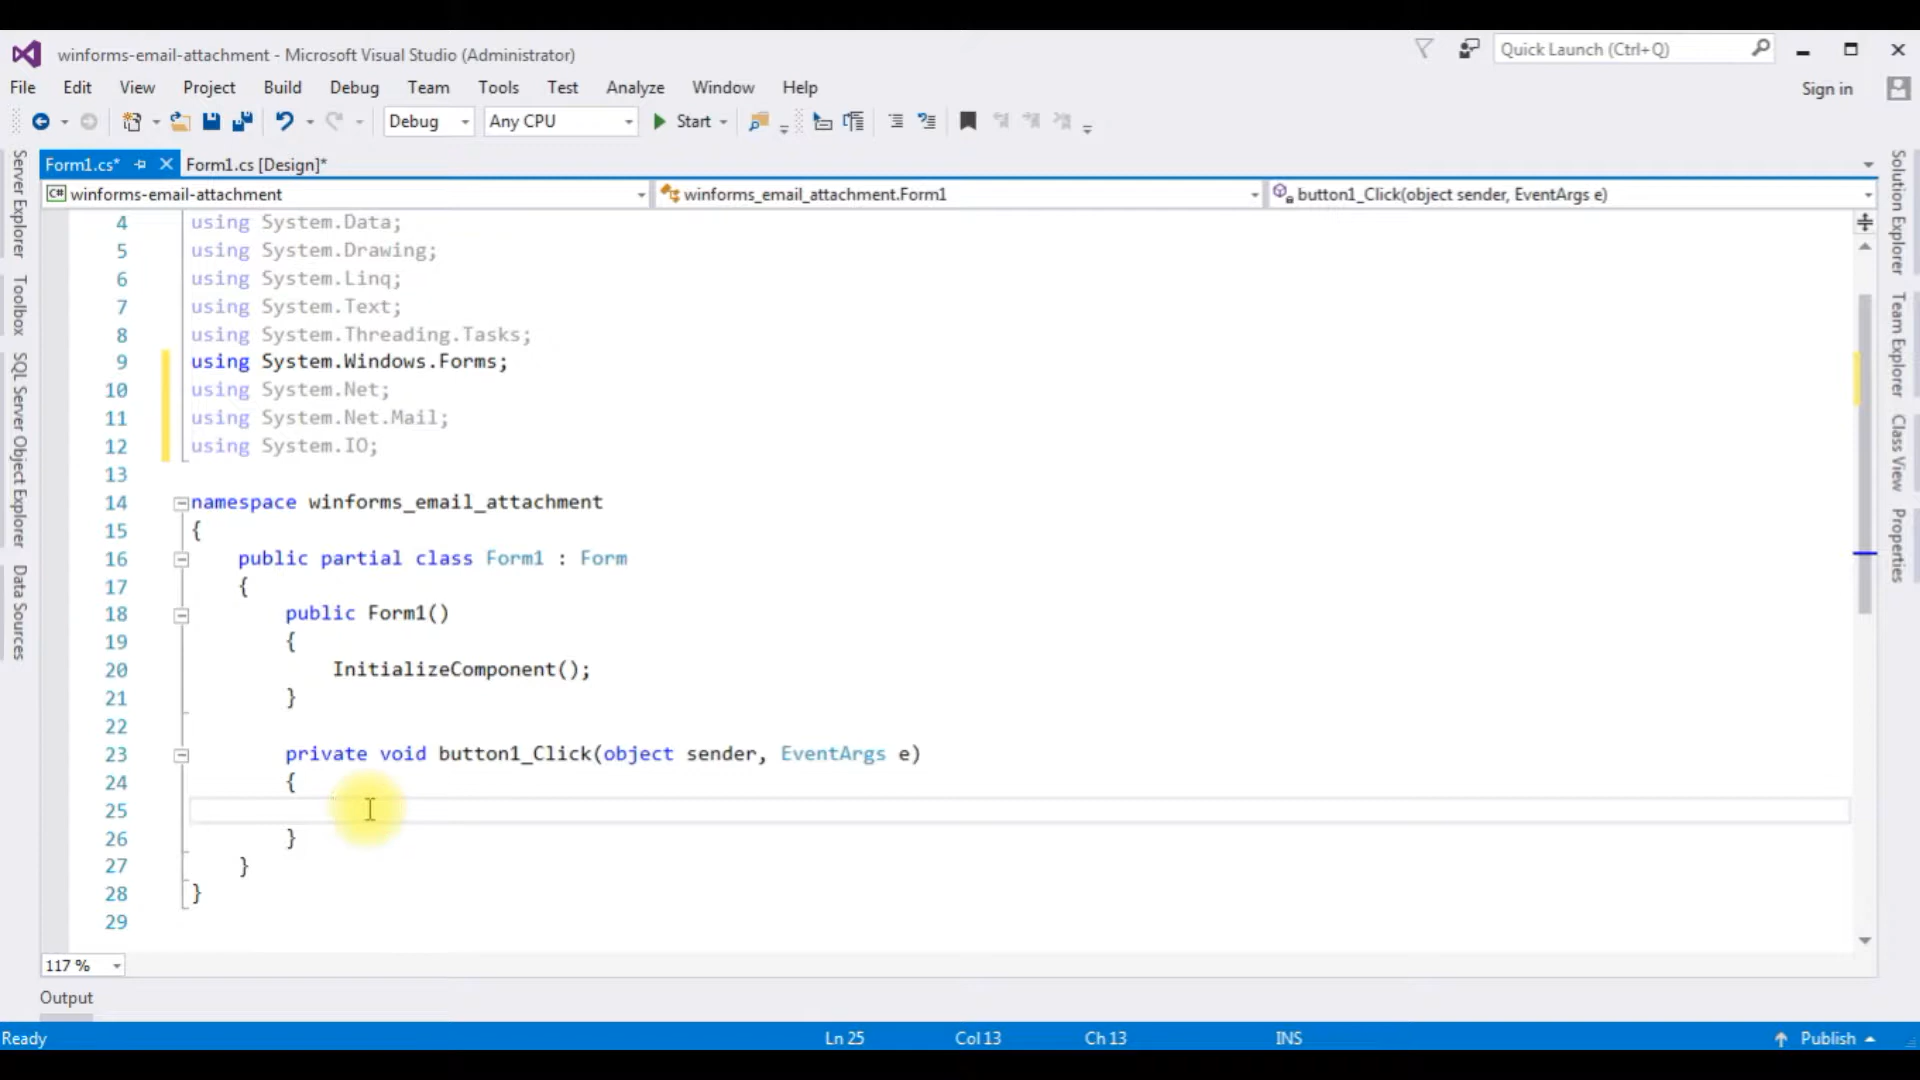 winforms-email-attachment - Microsoft Visual Studio (Administrator)
Quick Launch (Ctrl+Q)
File Edit View Project Build Debug Team Tools Test Analyze Window Help
Sign in
Debug Any CPU Start
Form1.cs* Form1.cs [Design]*
C# winforms-email-attachment winforms_email_attachment.Form1 button1_Click(object sender, EventArgs e)
4 using System.Data;
5 using System.Drawing;
6 using System.Linq;
7 using System.Text;
8 using System.Threading.Tasks;
9 using System.Windows.Forms;
10 using System.Net;
11 using System.Net.Mail;
12 using System.IO;
13
14 namespace winforms_email_attachment
15 {
16 public partial class Form1 : Form
17 {
18 public Form1()
19 {
20 InitializeComponent();
21 }
22
23 private void button1_Click(object sender, EventArgs e)
24 {
25
26 }
27 }
28 }
29
117 %
Output
Ready Ln 25 Col 13 Ch 13 INS Publish
Server Explorer
Toolbox
SQL Server Object Explorer
Data Sources
Solution Explorer
Team Explorer
Class View
Properties